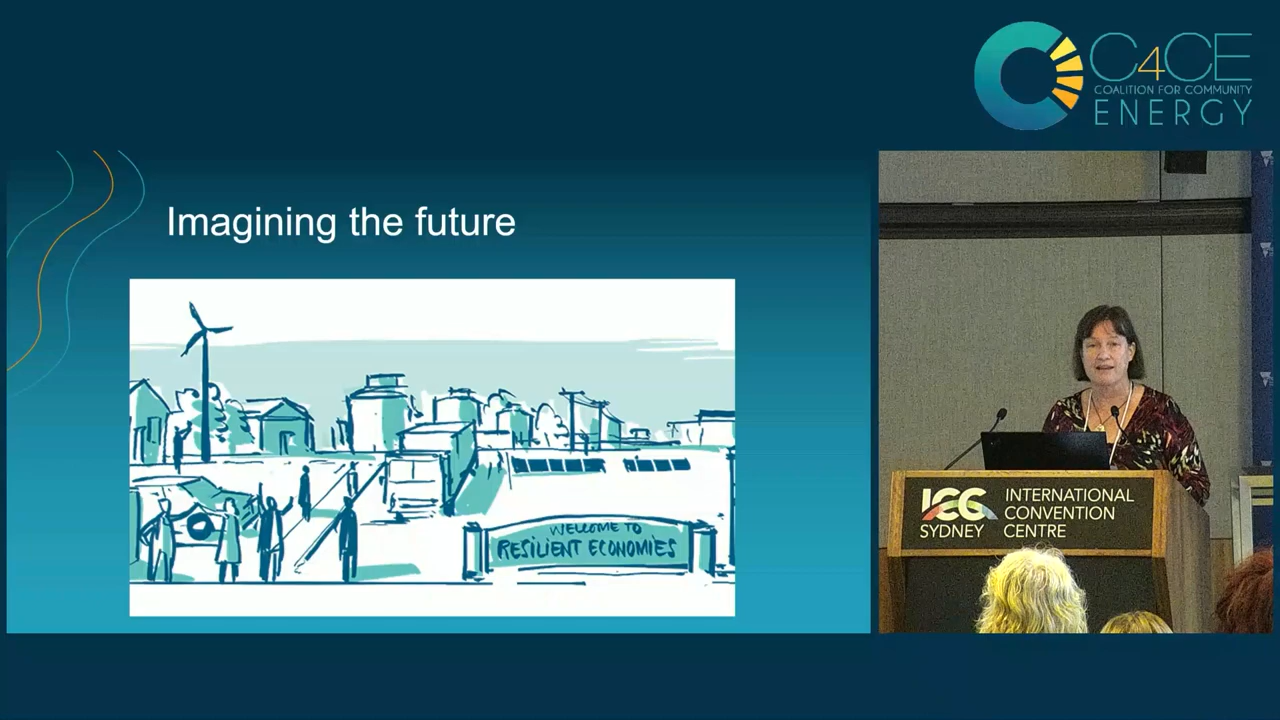 C4CE
COALITION FOR COMMUNITY
ENERGY
Imagining the future
WELCOME TO
RESILIENT ECONOMIES
ICC
SYDNEY
INTERNATIONAL
CONVENTION
CENTRE